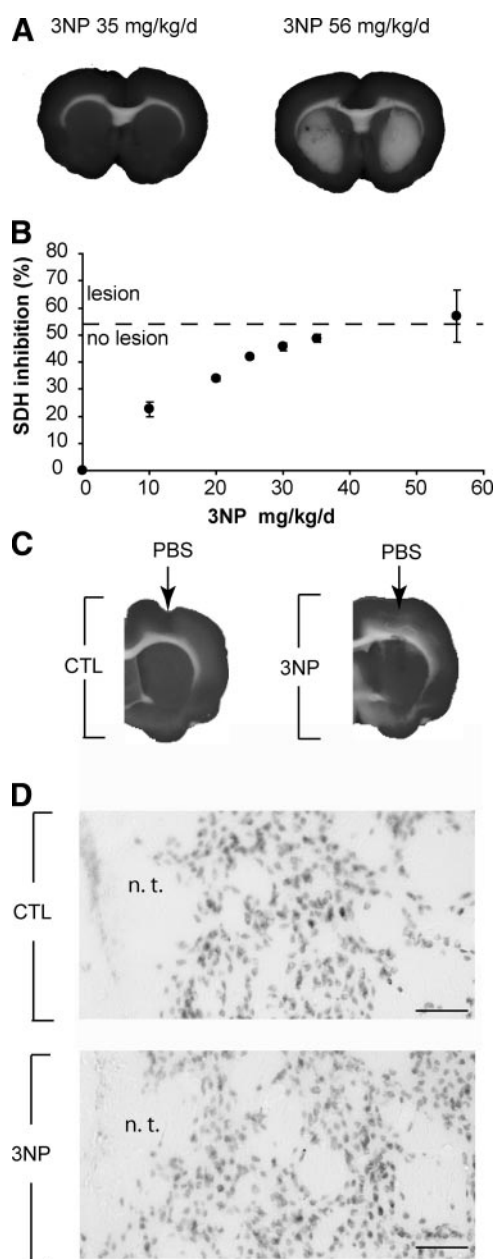 A
3NP 35 mg/kg/d 3NP 56 mg/kg/d
B
80
70
60
50
40
30
20
10
0
SDH inhibition (%)
lesion
no lesion
0 10 20 30 40 50 60
3NP mg/kg/d
C
PBS PBS
CTL 3NP
D
CTL
n. t.
3NP
n. t.